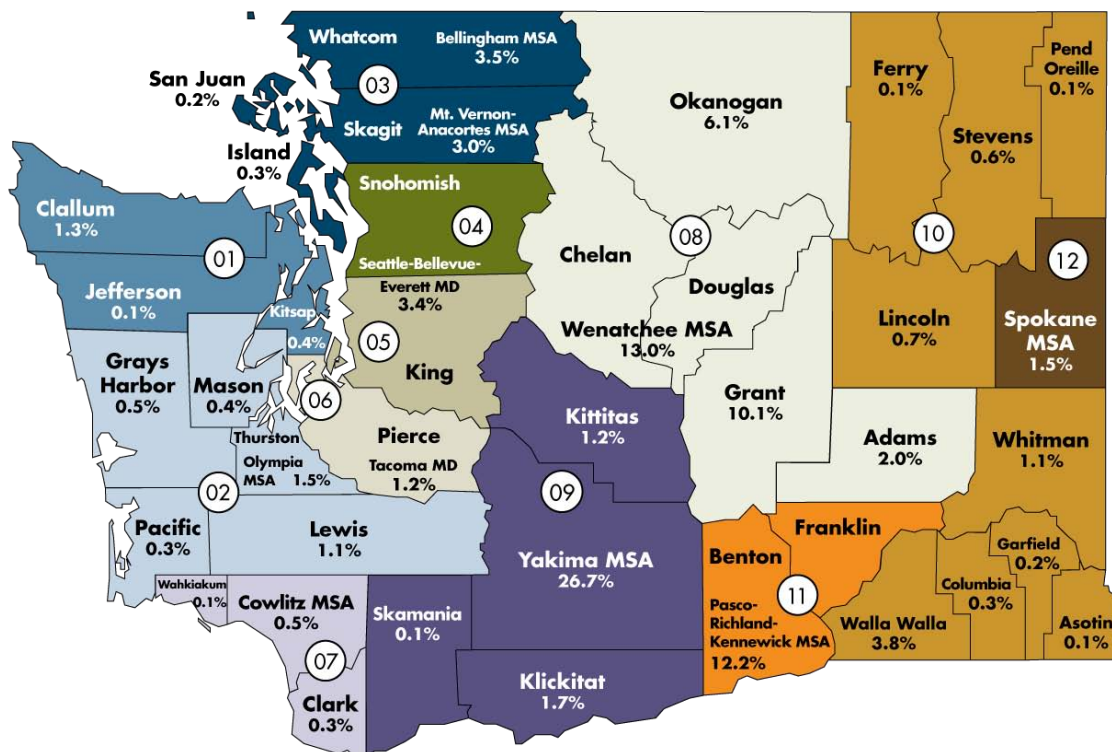 Whatcom
Bellingham MSA
3.5%
San Juan
0.2%
03
Skagit
Mt. Vernon-
Anacortes MSA
3.0%
Island
0.3%
Snohomish
04
Seattle-Bellevue-
Everett MD
3.4%
Clallum
1.3%
01
Jefferson
0.1%
Kitsap
0.4%
05
King
Grays
Harbor
0.5%
Mason
0.4%
06
Pierce
Tacoma MD
1.2%
Thurston
Olympia
MSA
1.5%
02
Pacific
0.3%
Lewis
1.1%
Wahkiakum
0.1%
Cowlitz MSA
0.5%
07
Clark
0.3%
Okanogan
6.1%
08
Chelan
Douglas
Wenatchee MSA
13.0%
Grant
10.1%
Adams
2.0%
Kittitas
1.2%
09
Yakima MSA
26.7%
Skamania
0.1%
Klickitat
1.7%
Ferry
0.1%
Pend
Oreille
0.1%
Stevens
0.6%
10
12
Lincoln
0.7%
Spokane
MSA
1.5%
Whitman
1.1%
Franklin
Benton
11
Pasco-
Richland-
Kennewick MSA
12.2%
Walla Walla
3.8%
Columbia
0.3%
Garfield
0.2%
Asotin
0.1%